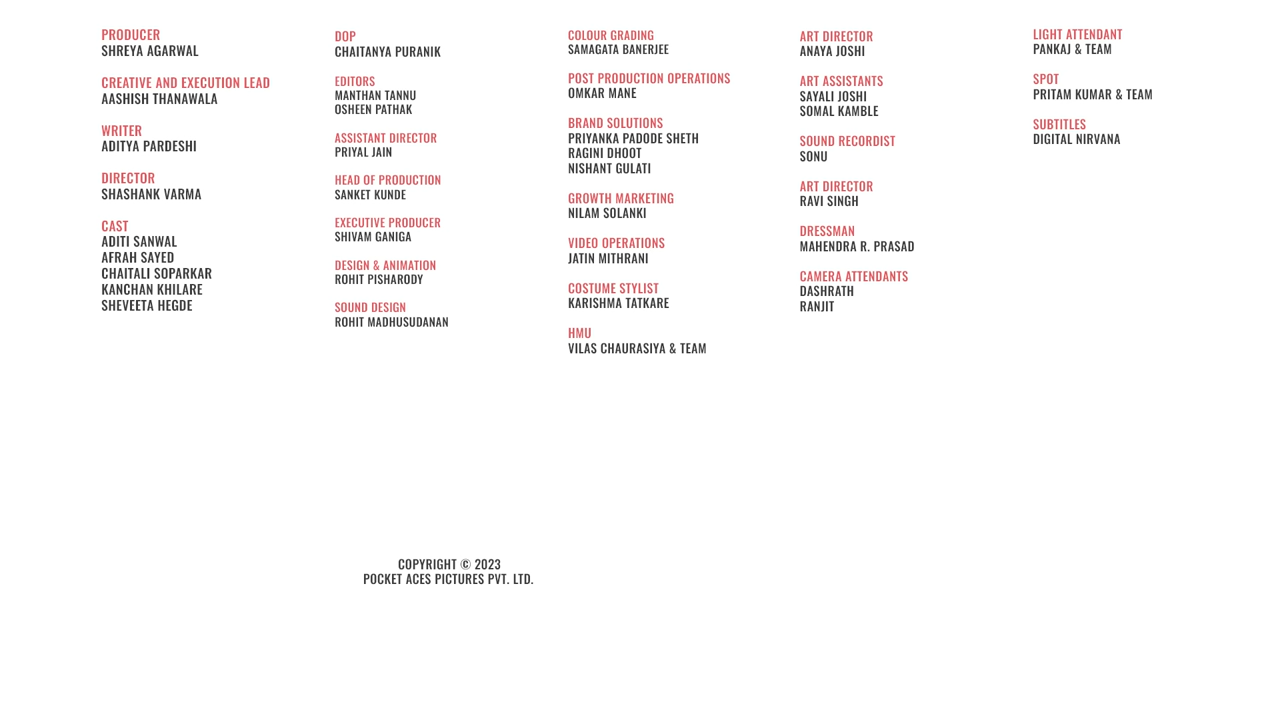 PRODUCER
SHREYA AGARWAL
CREATIVE AND EXECUTION LEAD
AASHISH THANAWALA
WRITER
ADITYA PARDESHI
DIRECTOR
SHASHANK VARMA
CAST
ADITI SANWAL
AFRAH SAYED
CHAITALI SOPARKAR
KANCHAN KHILARE
SHEVEETA HEGDE
DOP
CHAITANYA PURANIK
EDITORS
MANTHAN TANNU
OSHEEN PATHAK
ASSISTANT DIRECTOR
PRIYAL JAIN
HEAD OF PRODUCTION
SANKET KUNDE
EXECUTIVE PRODUCER
SHIVAM GANIGA
DESIGN & ANIMATION
ROHIT PISHARODY
SOUND DESIGN
ROHIT MADHUSUDANAN
COLOUR GRADING
SAMAGATA BANERJEE
POST PRODUCTION OPERATIONS
OMKAR MANE
BRAND SOLUTIONS
PRIYANKA PADODE SHETH
RAGINI DHOOT
NISHANT GULATI
GROWTH MARKETING
NILAM SOLANKI
VIDEO OPERATIONS
JATIN MITHRANI
COSTUME STYLIST
KARISHMA TATKARE
HMU
VILAS CHAURASIYA & TEAM
ART DIRECTOR
ANAYA JOSHI
ART ASSISTANTS
SAYALI JOSHI
SOMAL KAMBLE
SOUND RECORDIST
SONU
ART DIRECTOR
RAVI SINGH
DRESSMAN
MAHENDRA R. PRASAD
CAMERA ATTENDANTS
DASHRATH
RANJIT
LIGHT ATTENDANT
PANKAJ & TEAM
SPOT
PRITAM KUMAR & TEAM
SUBTITLES
DIGITAL NIRVANA
COPYRIGHT © 2023
POCKET ACES PICTURES PVT. LTD.